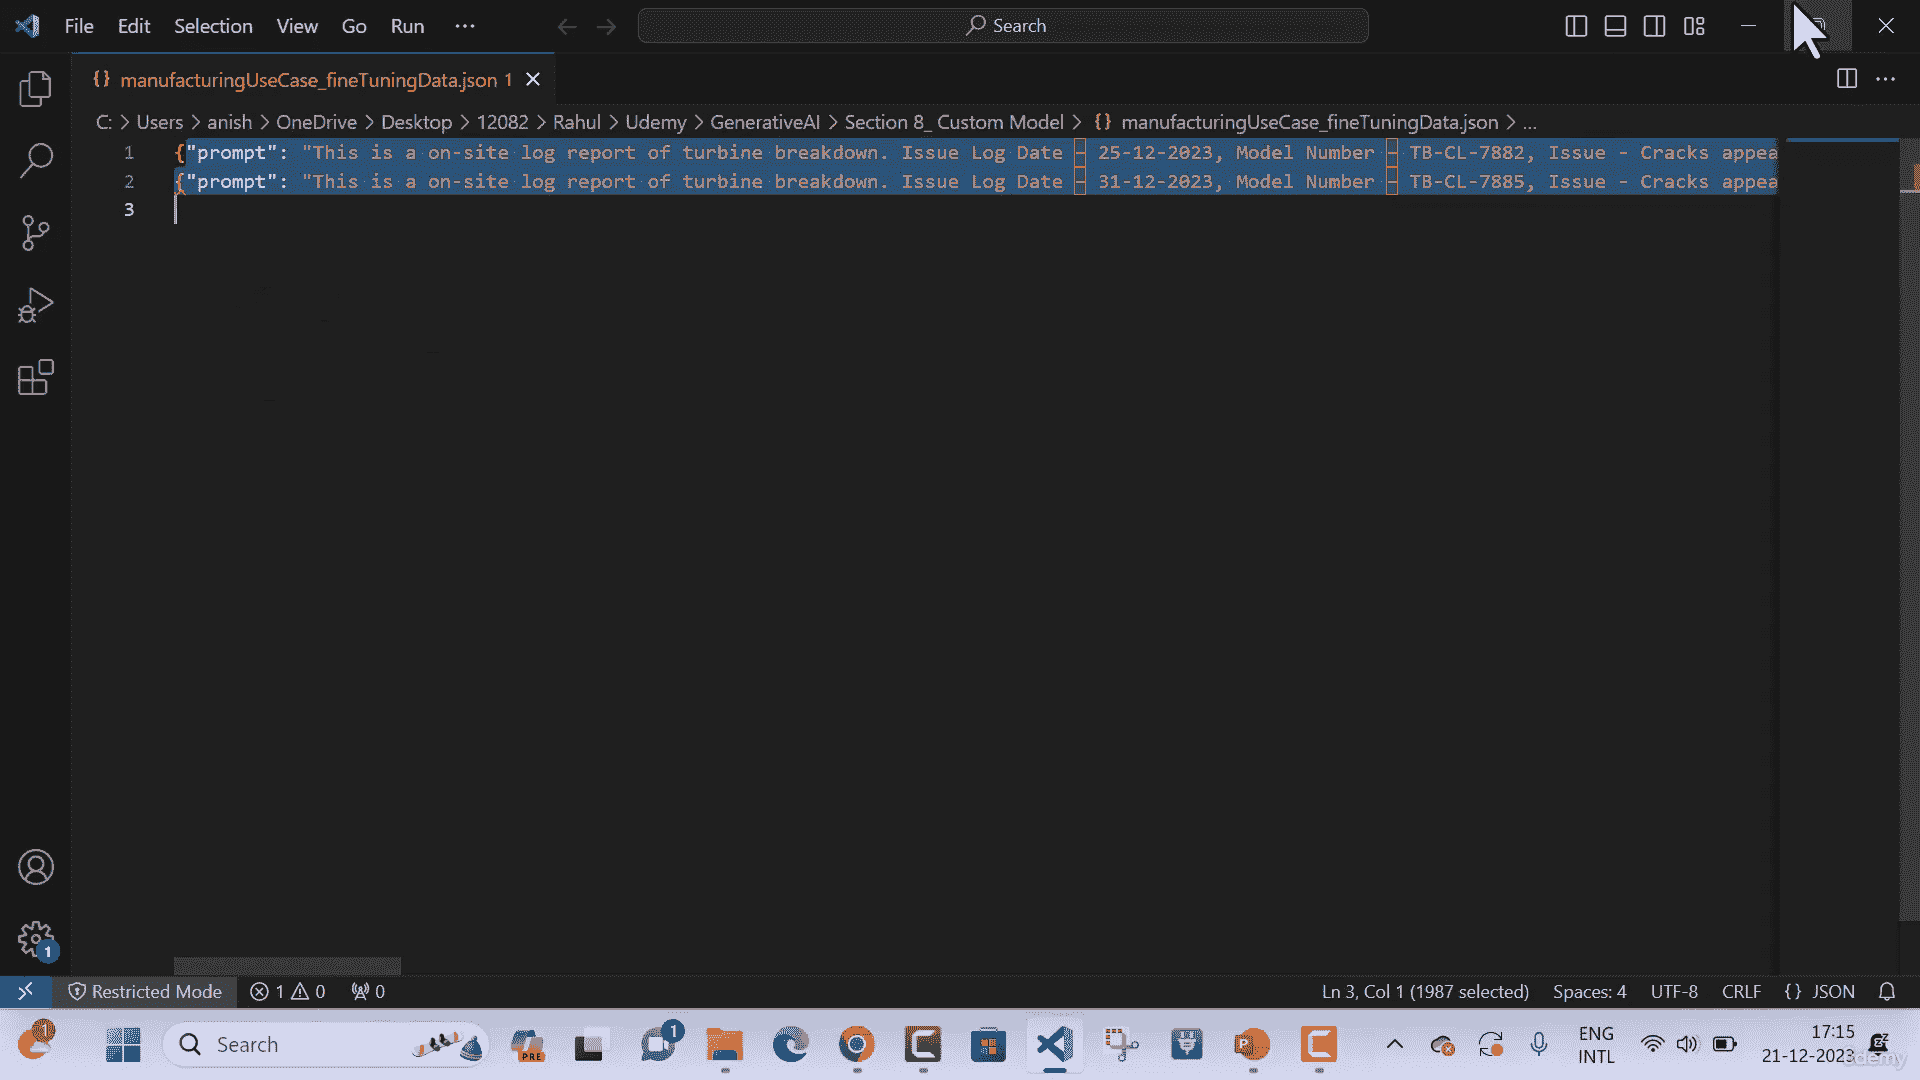 File Edit Selection View Go Run ··· Search
{} manufacturingUseCase_fineTuningData.json 1
C: > Users > anish > OneDrive > Desktop > 12082 > Rahul > Udemy > GenerativeAI > Section 8_ Custom Model > {} manufacturingUseCase_fineTuningData.json > ...
1 {"prompt": "This is a on-site log report of turbine breakdown. Issue Log Date – 25-12-2023, Model Number – TB-CL-7882, Issue - Cracks appea
2 {"prompt": "This is a on-site log report of turbine breakdown. Issue Log Date – 31-12-2023, Model Number – TB-CL-7885, Issue - Cracks appea
3
1
Restricted Mode 1 0 0 Ln 3, Col 1 (1987 selected) Spaces: 4 UTF-8 CRLF {} JSON
1 Search PRE 1 ENG 17:15
INTL 21-12-2023
udemy